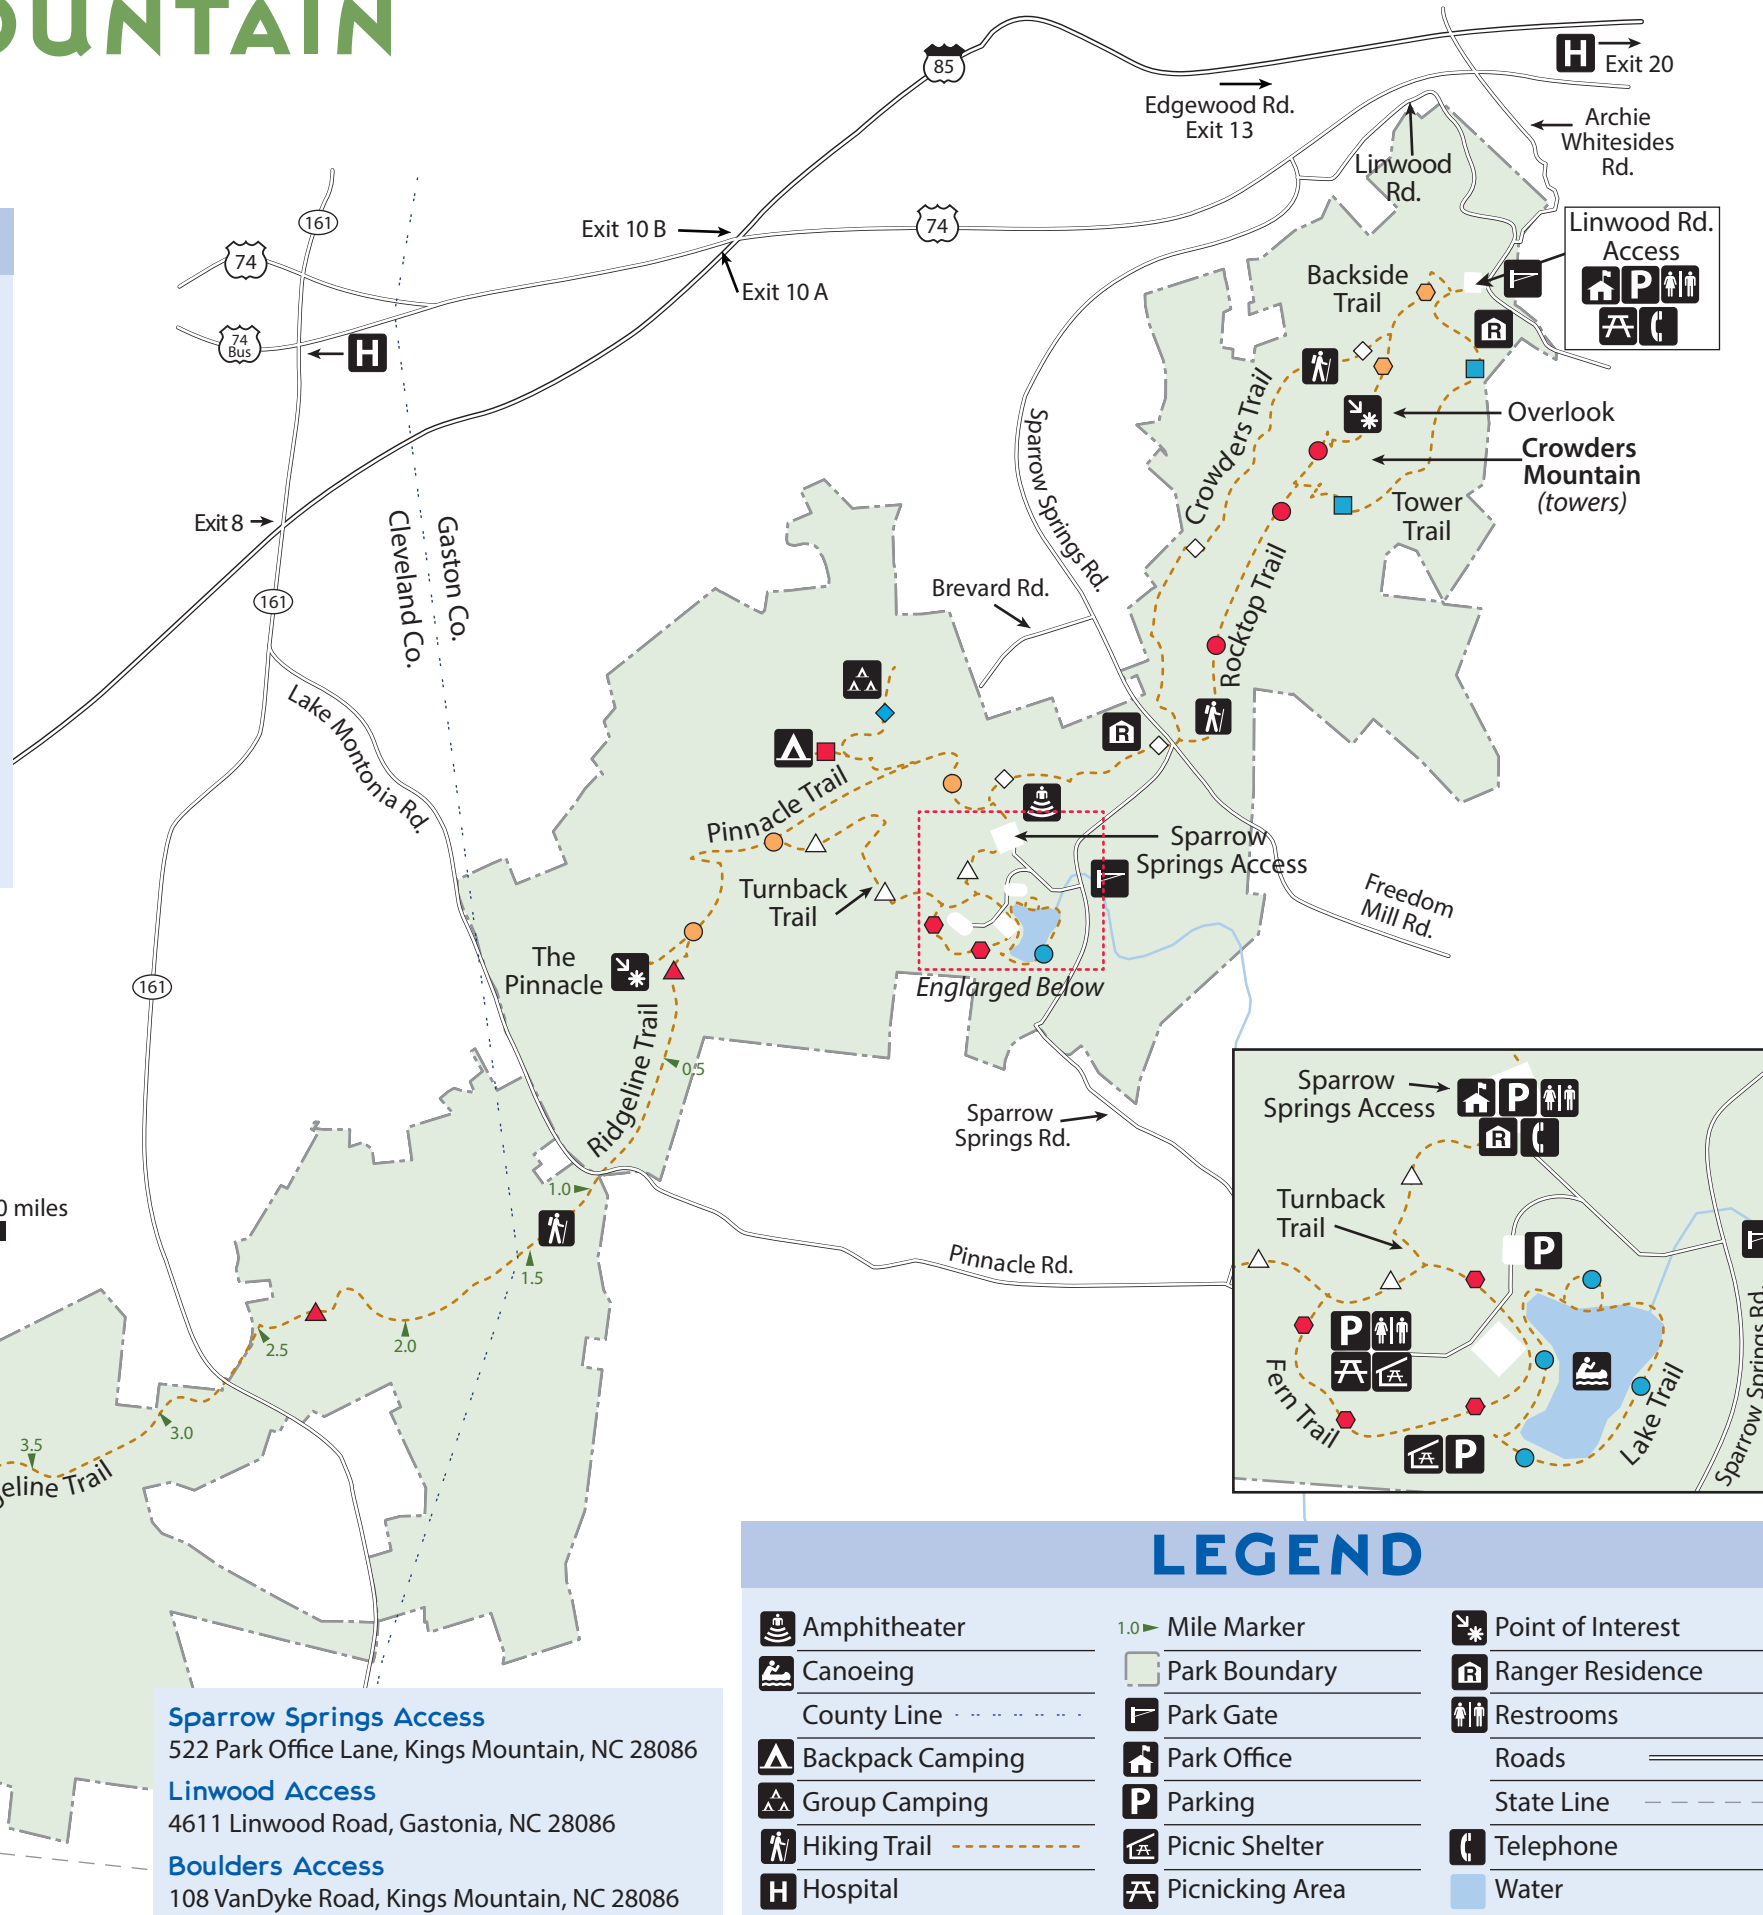 OUNTAIN
85
H
Exit 20
Edgewood Rd.
Exit 13
Archie
Whitesides
Rd.
Linwood
Rd.
161
74
Exit 10 B
74
Linwood Rd.
Access
P
Exit 10 A
Backside
Trail
R
74
Bus
H
Crowders Trail
Overlook
Crowders
Mountain
(towers)
Sparrow Springs Rd.
Tower
Trail
Exit 8
Cleveland Co.
Gaston Co.
161
Brevard Rd.
Rocktop Trail
Lake Montonia Rd.
R
Pinnacle Trail
Sparrow
Springs Access
Turnback
Trail
Freedom
Mill Rd.
The
Pinnacle
161
Englarged Below
Ridgeline Trail
0.5
Sparrow
Springs Rd.
Sparrow
Springs Access
P
R
1.0
0 miles
Turnback
Trail
P
1.5
Pinnacle Rd.
2.0
2.5
P
Fern Trail
Lake Trail
Sparrow Springs Rd.
3.0
3.5
geline Trail
P
LEGEND
Amphitheater
Canoeing
County Line
Backpack Camping
Group Camping
Hiking Trail
H Hospital
1.0 Mile Marker
Park Boundary
Park Gate
Park Office
P Parking
Picnic Shelter
Picnicking Area
Point of Interest
R Ranger Residence
Restrooms
Roads
State Line
Telephone
Water
Sparrow Springs Access
522 Park Office Lane, Kings Mountain, NC 28086
Linwood Access
4611 Linwood Road, Gastonia, NC 28086
Boulders Access
108 VanDyke Road, Kings Mountain, NC 28086